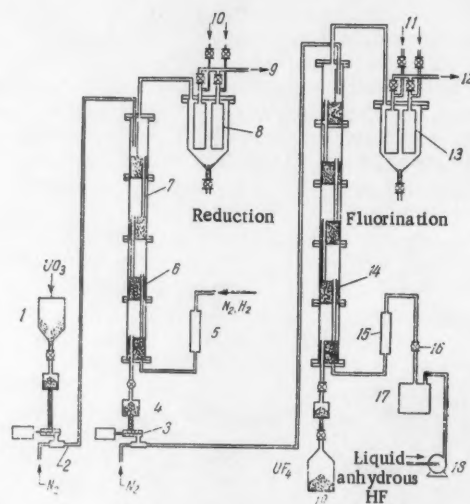 10
11
9
12
8
13
7
Reduction
Fluorination
UO3
6
14
N2, H2
1
5
15
16
4
17
3
2
Liquid
anhydrous
HF
18
UF4
N2
N2